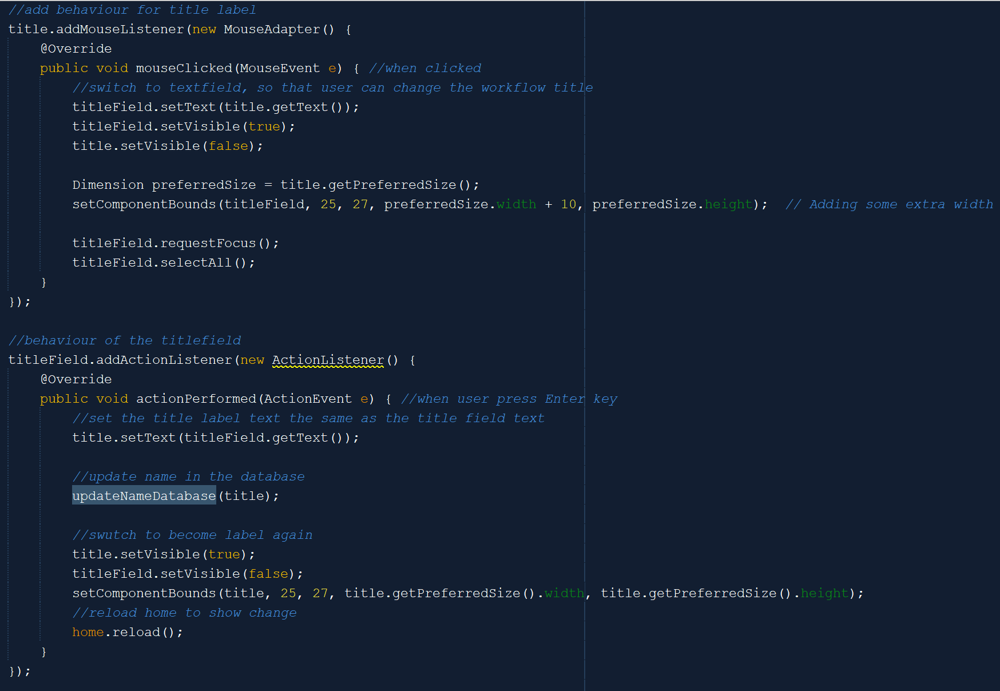 //add behaviour for title label
title.addMouseListener(new MouseAdapter() {
    @Override
    public void mouseClicked(MouseEvent e) { //when clicked
        //switch to textfield, so that user can change the workflow title
        titleField.setText(title.getText());
        titleField.setVisible(true);
        title.setVisible(false);

        Dimension preferredSize = title.getPreferredSize();
        setComponentBounds(titleField, 25, 27, preferredSize.width + 10, preferredSize.height);  // Adding some extra width

        titleField.requestFocus();
        titleField.selectAll();
    }
});

//behaviour of the titlefield
titleField.addActionListener(new ActionListener() {
    @Override
    public void actionPerformed(ActionEvent e) { //when user press Enter key
        //set the title label text the same as the title field text
        title.setText(titleField.getText());

        //update name in the database
        updateNameDatabase(title);

        //swutch to become label again
        title.setVisible(true);
        titleField.setVisible(false);
        setComponentBounds(title, 25, 27, title.getPreferredSize().width, title.getPreferredSize().height);
        //reload home to show change
        home.reload();
    }
});